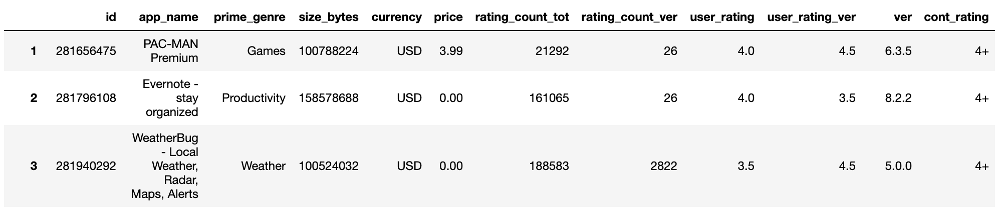 id app_name prime_genre size_bytes currency price rating_count_tot rating_count_ver user_rating user_rating_ver ver cont_rating
1 281656475 PAC-MAN Premium Games 100788224 USD 3.99 21292 26 4.0 4.5 6.3.5 4+
2 281796108 Evernote - stay organized Productivity 158578688 USD 0.00 161065 26 4.0 3.5 8.2.2 4+
3 281940292 WeatherBug - Local Weather, Radar, Maps, Alerts Weather 100524032 USD 0.00 188583 2822 3.5 4.5 5.0.0 4+